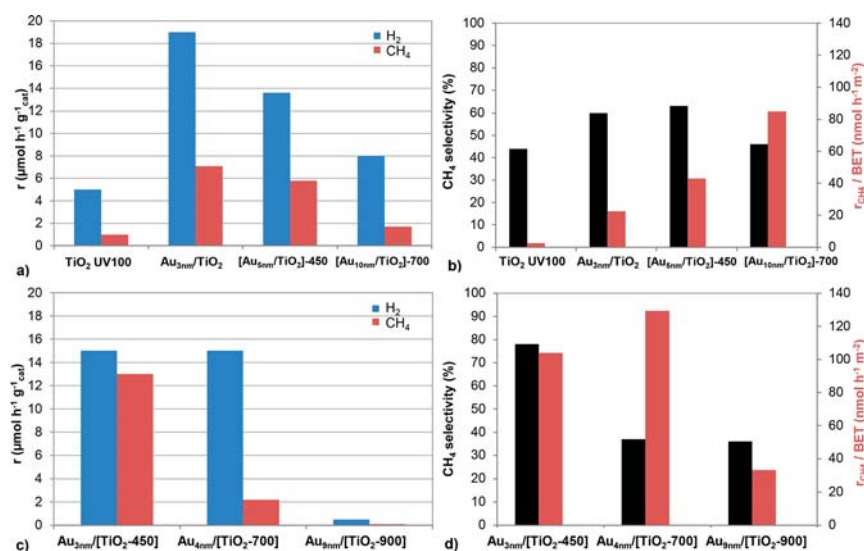 20
18
16
14
12
10
8
6
4
2
0
r (µmol h⁻¹ g⁻¹cat)
H₂
CH₄
TiO₂ UV100
Au3nm/TiO₂
[Au5nm/TiO₂]-450
[Au10nm/TiO₂]-700
a)
100
90
80
70
60
50
40
30
20
10
0
CH₄ selectivity (%)
140
120
100
80
60
40
20
0
rCH4 / BET (nmol h⁻¹ m⁻²)
TiO₂ UV100
Au3nm/TiO₂
[Au5nm/TiO₂]-450
[Au10nm/TiO₂]-700
b)
20
18
16
14
12
10
8
6
4
2
0
r (µmol h⁻¹ g⁻¹cat)
H₂
CH₄
Au3nm/[TiO₂-450]
Au4nm/[TiO₂-700]
Au9nm/[TiO₂-900]
c)
100
90
80
70
60
50
40
30
20
10
0
CH₄ selectivity (%)
140
120
100
80
60
40
20
0
rCH4 / BET (nmol h⁻¹ m⁻²)
Au3nm/[TiO₂-450]
Au4nm/[TiO₂-700]
Au9nm/[TiO₂-900]
d)